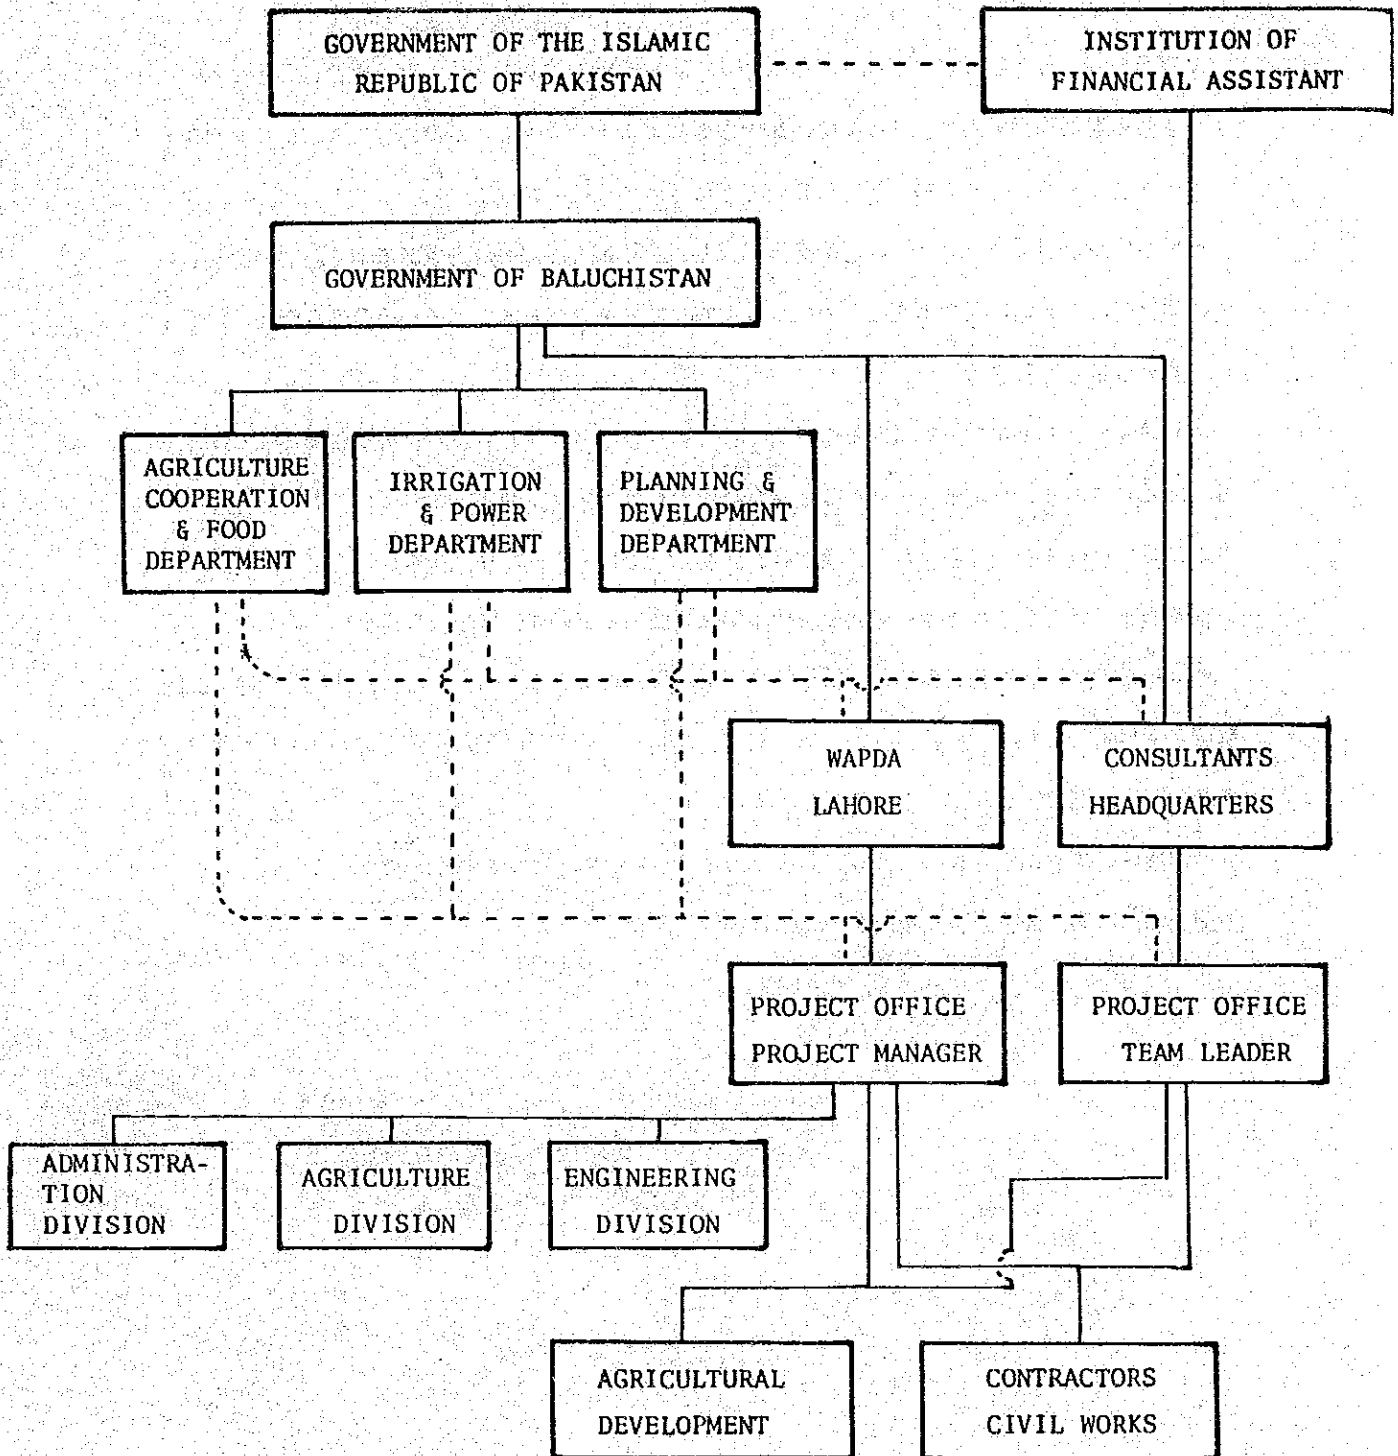 GOVERNMENT OF THE ISLAMIC
REPUBLIC OF PAKISTAN
INSTITUTION OF
FINANCIAL ASSISTANT
GOVERNMENT OF BALUCHISTAN
AGRICULTURE
COOPERATION
& FOOD
DEPARTMENT
IRRIGATION
& POWER
DEPARTMENT
PLANNING &
DEVELOPMENT
DEPARTMENT
WAPDA
LAHORE
CONSULTANTS
HEADQUARTERS
PROJECT OFFICE
PROJECT MANAGER
PROJECT OFFICE
TEAM LEADER
ADMINISTRA-
TION
DIVISION
AGRICULTURE
DIVISION
ENGINEERING
DIVISION
AGRICULTURAL
DEVELOPMENT
CONTRACTORS
CIVIL WORKS